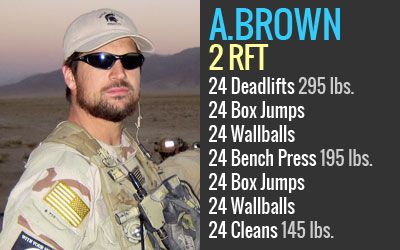 A.BROWN
2 RFT
24 Deadlifts 295 lbs.
24 Box Jumps
24 Wallballs
24 Bench Press 195 lbs.
24 Box Jumps
24 Wallballs
24 Cleans 145 lbs.